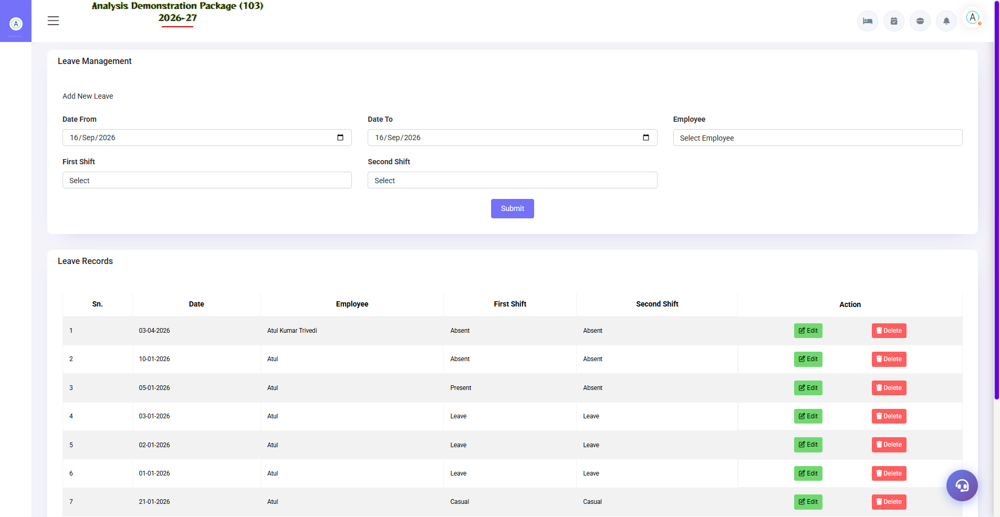 A
Analysis Demonstration Package (103)
2026-27
A
Leave Management
Add New Leave
Date From Date To Employee
16/Sep/2026 16/Sep/2026 Select Employee
First Shift Second Shift
Select Select
Submit
Leave Records
Sn. Date Employee First Shift Second Shift Action
1 03-04-2026 Atul Kumar Trivedi Absent Absent Edit Delete
2 10-01-2026 Atul Absent Absent Edit Delete
3 05-01-2026 Atul Present Absent Edit Delete
4 03-01-2026 Atul Leave Leave Edit Delete
5 02-01-2026 Atul Leave Leave Edit Delete
6 01-01-2026 Atul Leave Leave Edit Delete
7 21-01-2026 Atul Casual Casual Edit Delete